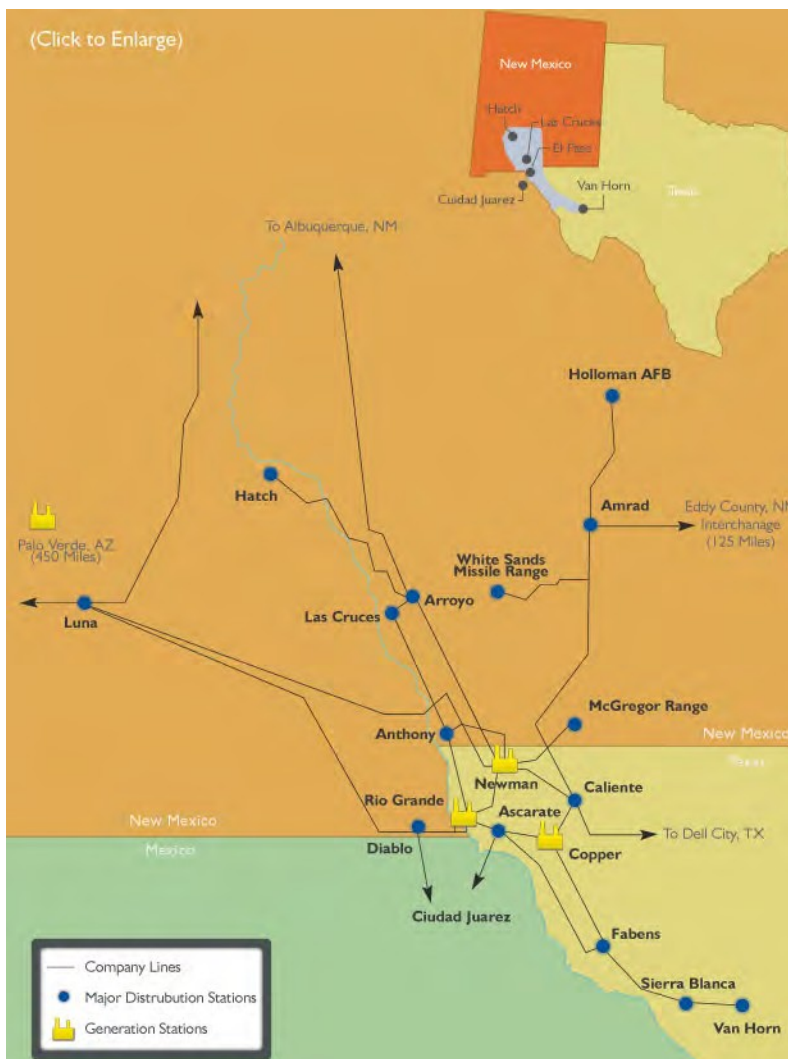 (Click to Enlarge)
New Mexico
Hatch
Las Cruces
El Paso
Cuidad Juarez
Van Horn
Texas
To Albuquerque, NM
Holloman AFB
Hatch
Amrad
Eddy County, NM
Interchanage
(125 Miles)
Palo Verde, AZ
(450 Miles)
White Sands
Missile Range
Luna
Las Cruces
Arroyo
McGregor Range
Anthony
New Mexico
Texas
Newman
Caliente
Rio Grande
Ascarate
New Mexico
Mexico
Diablo
Copper
To Dell City, TX
Ciudad Juarez
Fabens
Sierra Blanca
Van Horn
Company Lines
Major Distrubution Stations
Generation Stations